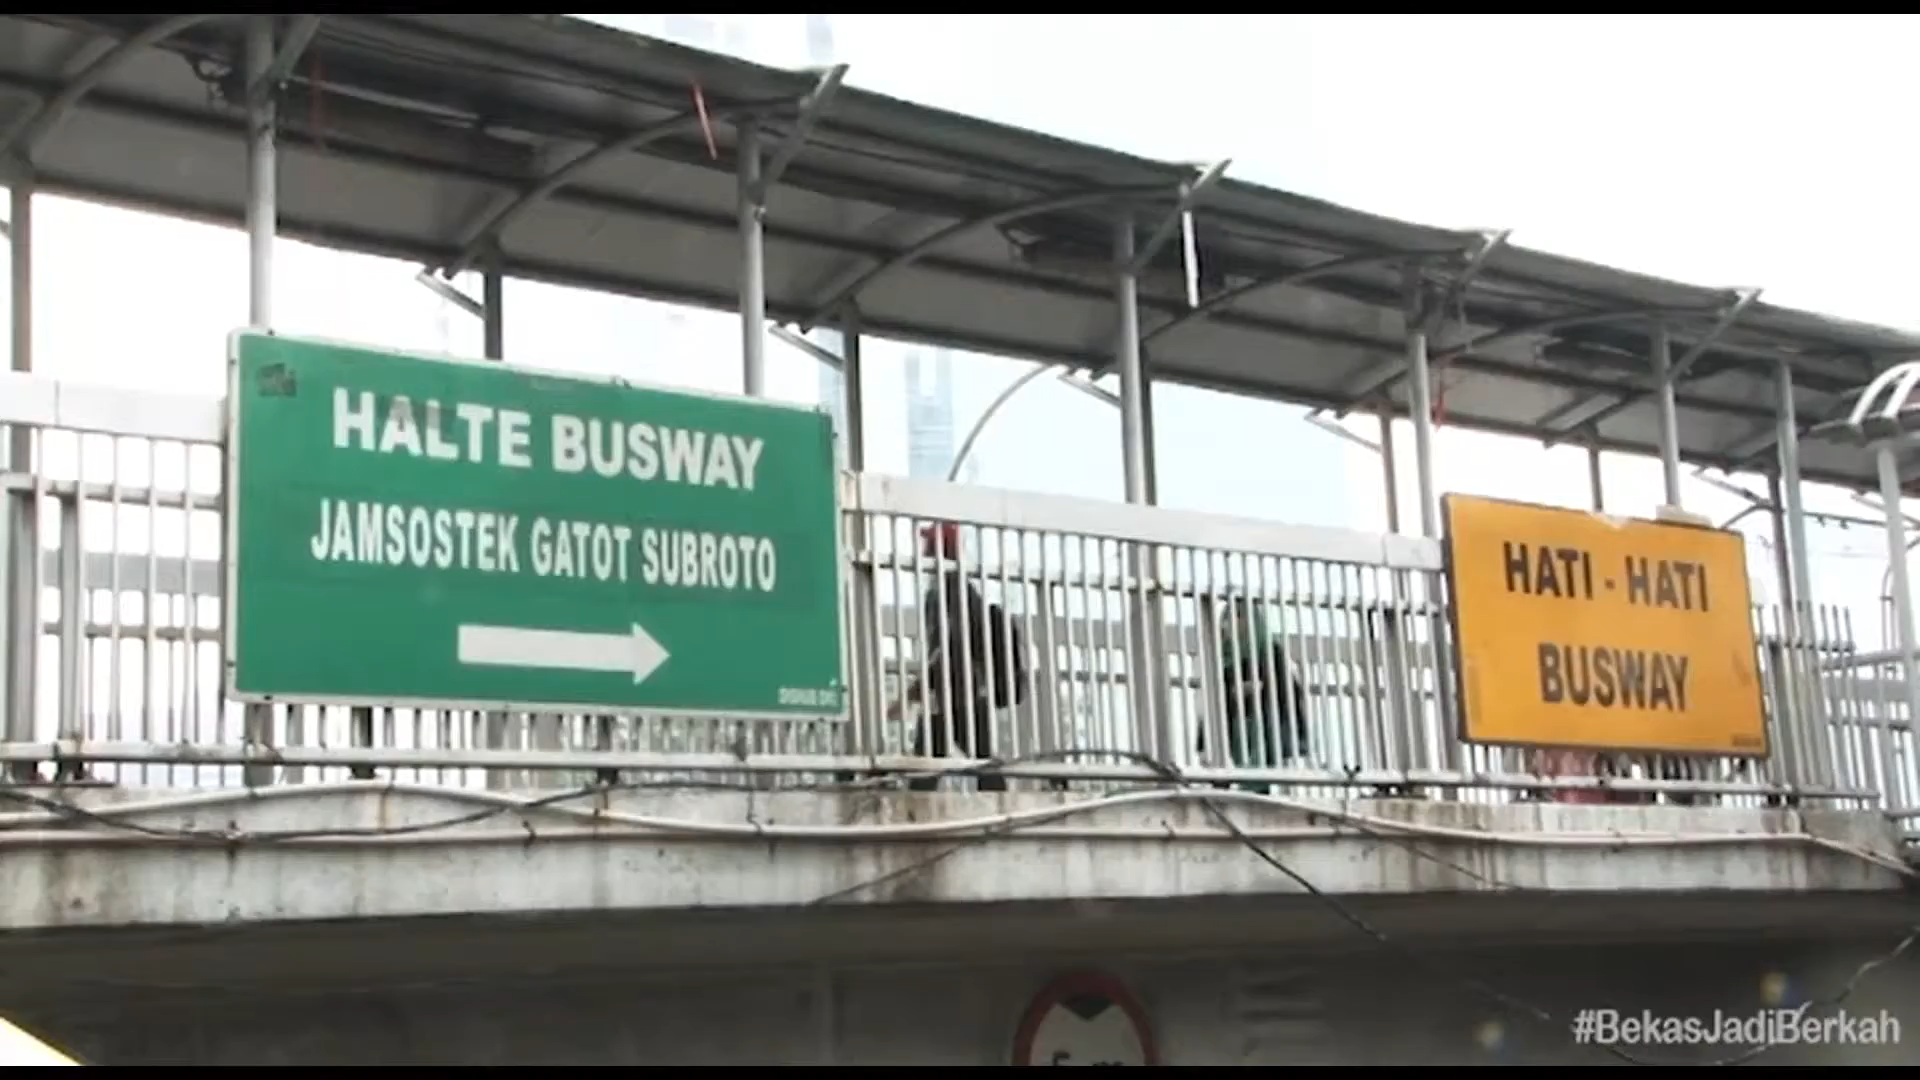 HALTE BUSWAY
JAMSOSTEK GATOT SUBROTO
HATI - HATI
BUSWAY
#BekasJadiBerkah